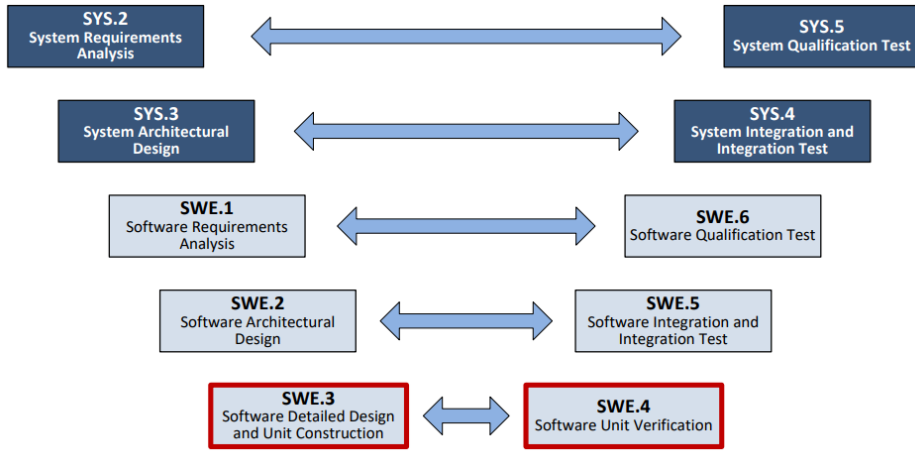 SYS.2
System Requirements
Analysis
SYS.5
System Qualification Test
SYS.3
System Architectural
Design
SYS.4
System Integration and
Integration Test
SWE.1
Software Requirements
Analysis
SWE.6
Software Qualification Test
SWE.2
Software Architectural
Design
SWE.5
Software Integration and
Integration Test
SWE.3
Software Detailed Design
and Unit Construction
SWE.4
Software Unit Verification